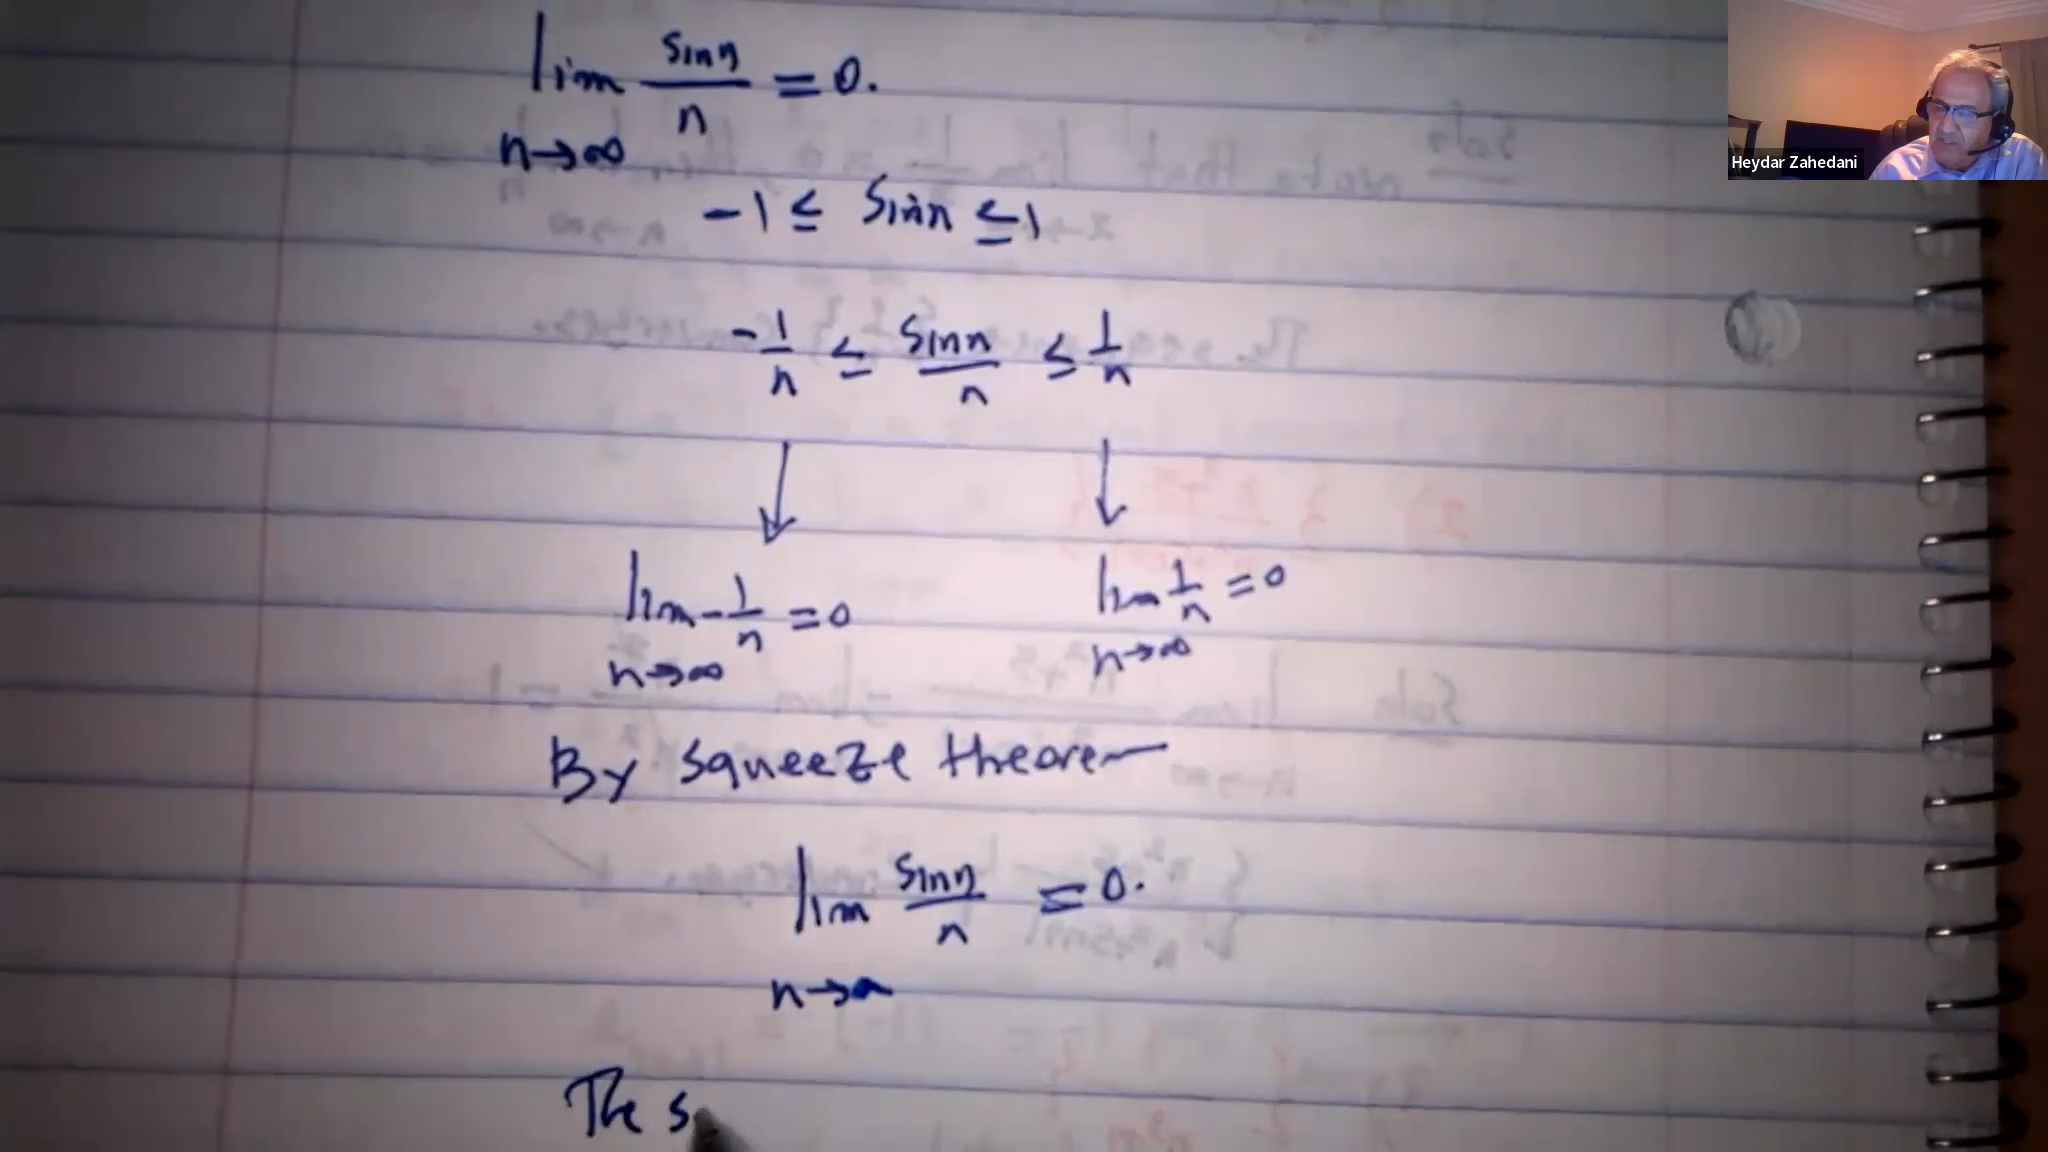 lim sin n / n = 0.
n→∞
Heydar Zahedani
-1 ≤ Sin n ≤ 1
-1/n ≤ Sin n / n ≤ 1/n
lim -1/n = 0 lim 1/n = 0
n→∞ n→∞
By squeeze theorem
lim sin n / n = 0.
n→∞
The s